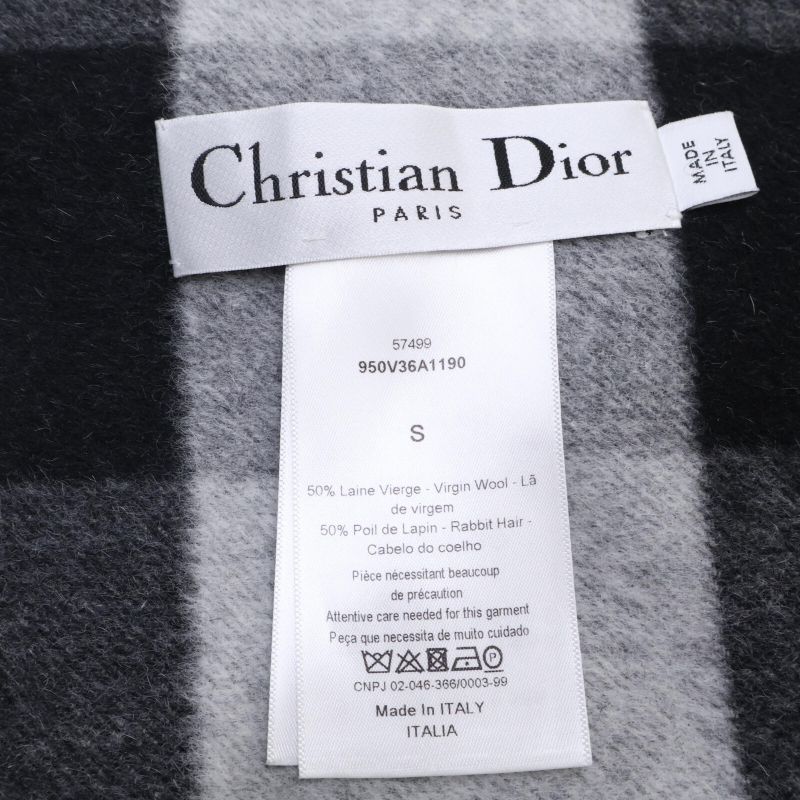 Christian Dior
PARIS
MADE
IN
ITALY
57499
950V36A1190
S
50% Laine Vierge - Virgin Wool - Lã
de virgem
50% Poil de Lapin - Rabbit Hair -
Cabelo do coelho
Pièce nécessitant beaucoup
de précaution
Attentive care needed for this garment
Peça que necessita de muito cuidado
P
CNPJ 02-046-366/0003-99
Made In ITALY
ITALIA